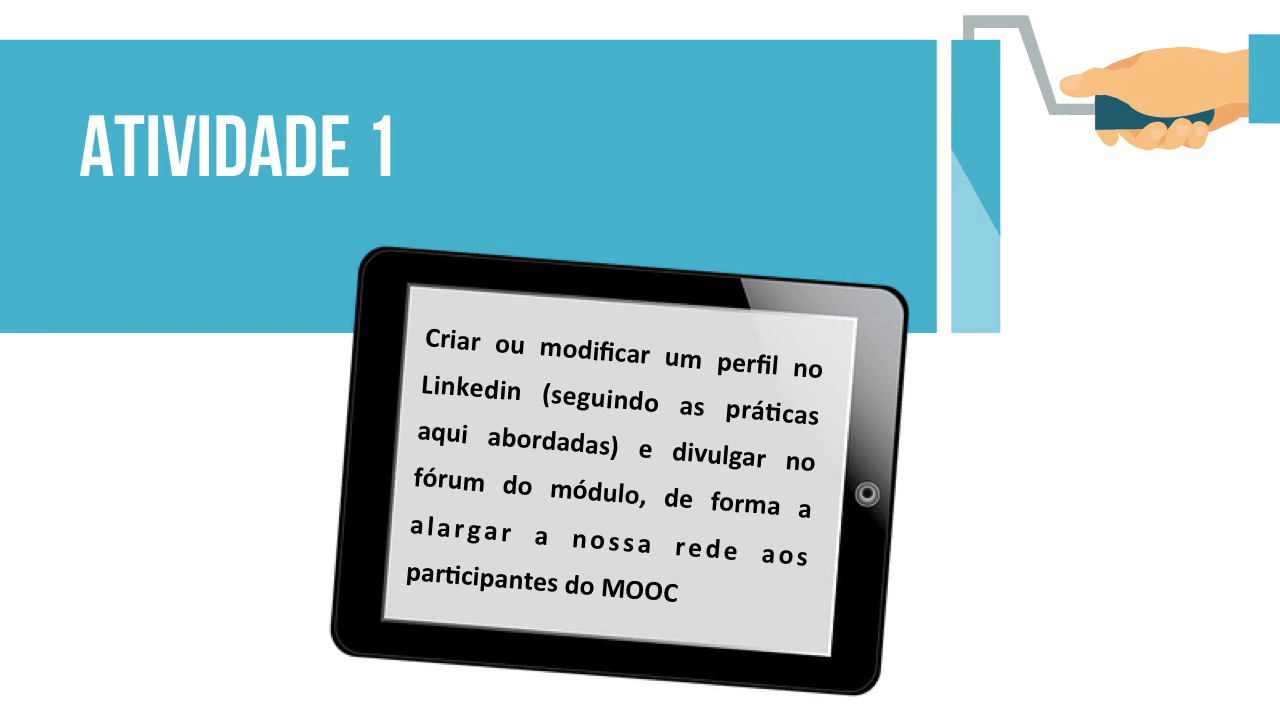 ATIVIDADE 1
Criar ou modificar um perfil no
Linkedin (seguindo as práticas
aqui abordadas) e divulgar no
fórum do módulo, de forma a
alargar a nossa rede aos
participantes do MOOC